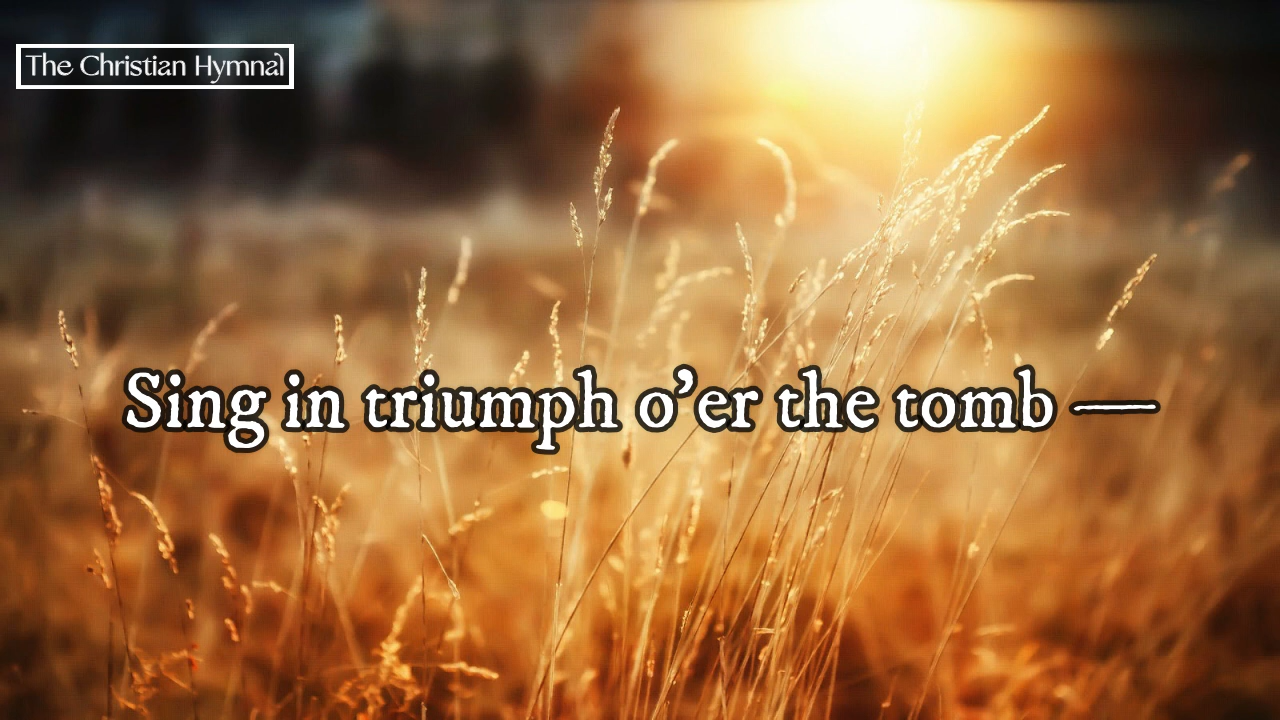 The Christian Hymnal
Sing in triumph o’er the tomb —